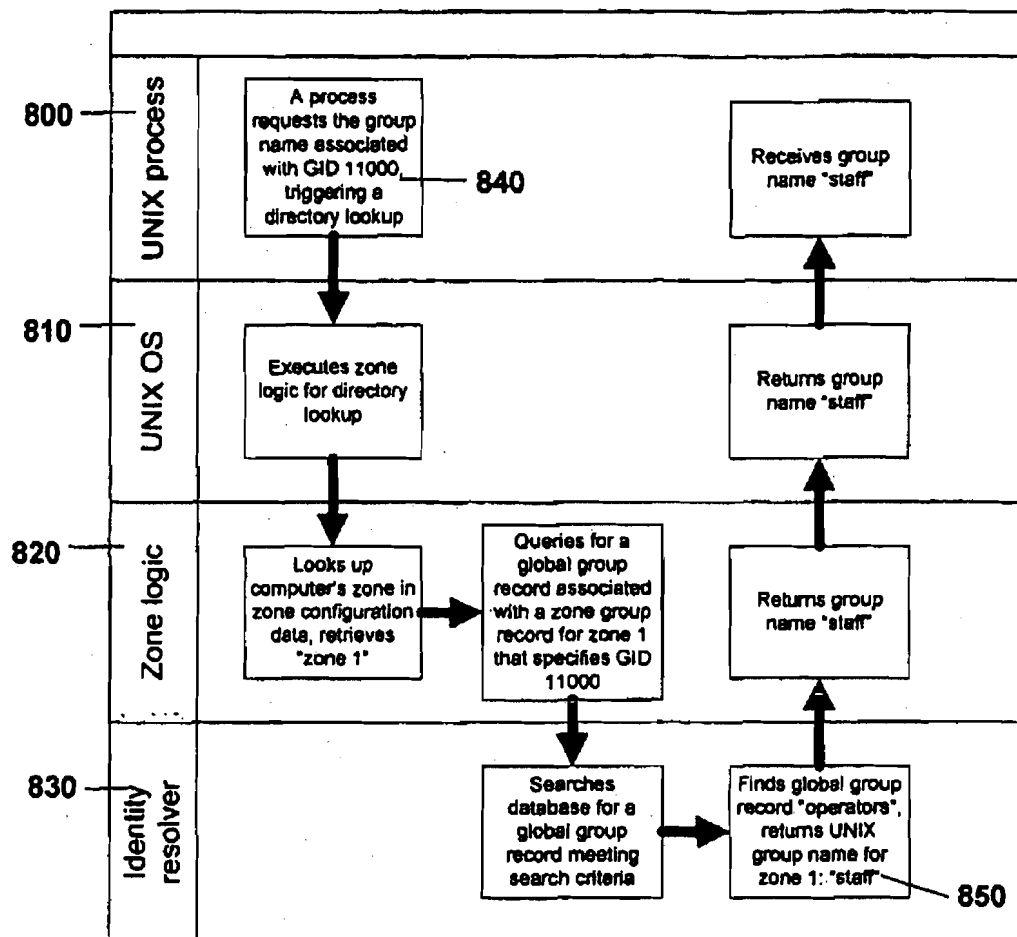 800
UNIX process
A process
requests the group
name associated
with GID 11000,
triggering a
directory lookup
840
Receives group
name "staff"
810
UNIX OS
Executes zone
logic for directory
lookup
Returns group
name "staff"
820
Zone logic
Looks up
computer's zone in
zone configuration
data, retrieves
"zone 1"
Queries for a
global group
record associated
with a zone group
record for zone 1
that specifies GID
11000
Returns group
name "staff"
830
Identity
resolver
Searches
database for a
global group
record meeting
search criteria
Finds global group
record "operators",
returns UNIX
group name for
zone 1: "staff"
850